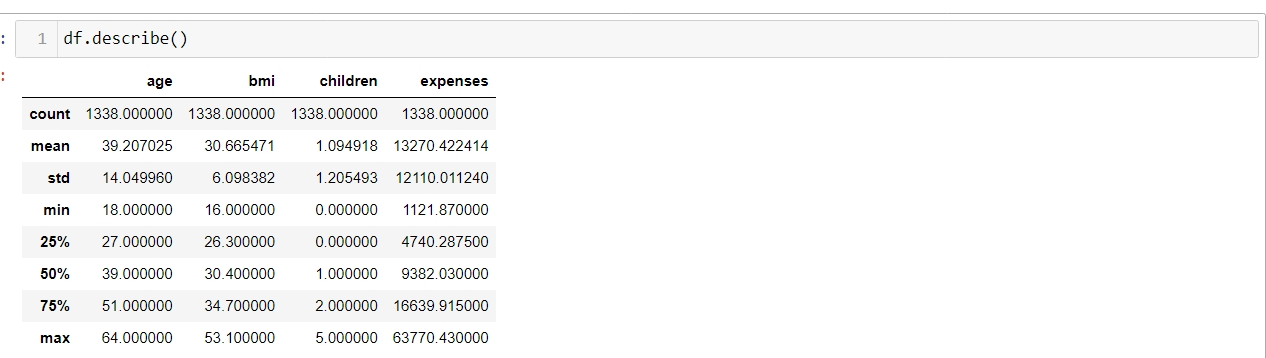 : 1 df.describe()
:
age bmi children expenses
count 1338.000000 1338.000000 1338.000000 1338.000000
mean 39.207025 30.665471 1.094918 13270.422414
std 14.049960 6.098382 1.205493 12110.011240
min 18.000000 16.000000 0.000000 1121.870000
25% 27.000000 26.300000 0.000000 4740.287500
50% 39.000000 30.400000 1.000000 9382.030000
75% 51.000000 34.700000 2.000000 16639.915000
max 64.000000 53.100000 5.000000 63770.430000